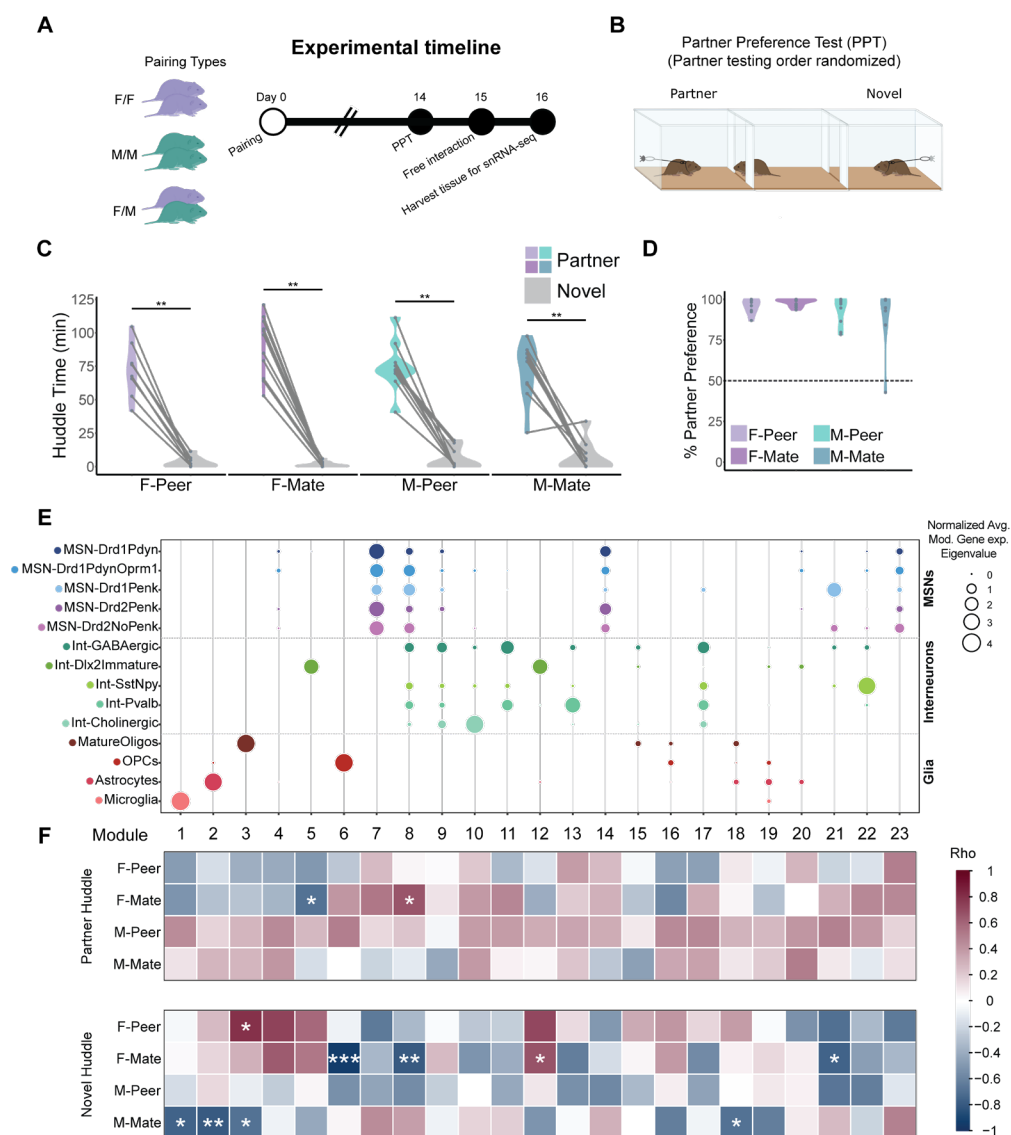 A
Experimental timeline
Pairing Types
F/F
M/M
F/M
Day 0
14
15
16
Pairing
PPT
Free interaction
Harvest tissue for snRNA-seq
B
Partner Preference Test (PPT)
(Partner testing order randomized)
Partner
Novel
C
Partner
Novel
Huddle Time (min)
125
100
75
50
25
0
**
**
**
**
F-Peer
F-Mate
M-Peer
M-Mate
D
% Partner Preference
100
75
50
25
0
F-Peer
M-Peer
F-Mate
M-Mate
E
MSN-Drd1Pdyn
MSN-Drd1PdynOprm1
MSN-Drd1Penk
MSN-Drd2Penk
MSN-Drd2NoPenk
Int-GABAergic
Int-Dlx2Immature
Int-SstNpy
Int-Pvalb
Int-Cholinergic
MatureOligos
OPCs
Astrocytes
Microglia
MSNs
Interneurons
Glia
Normalized Avg.
Mod. Gene exp.
Eigenvalue
0
1
2
3
4
Module
1 2 3 4 5 6 7 8 9 10 11 12 13 14 15 16 17 18 19 20 21 22 23
F
Partner Huddle
F-Peer
F-Mate
* *
M-Peer
M-Mate
Novel Huddle
F-Peer
*
F-Mate
*** ** * *
M-Peer
M-Mate
* ** * *
Rho
1
0.8
0.6
0.4
0.2
0
−0.2
−0.4
−0.6
−0.8
−1